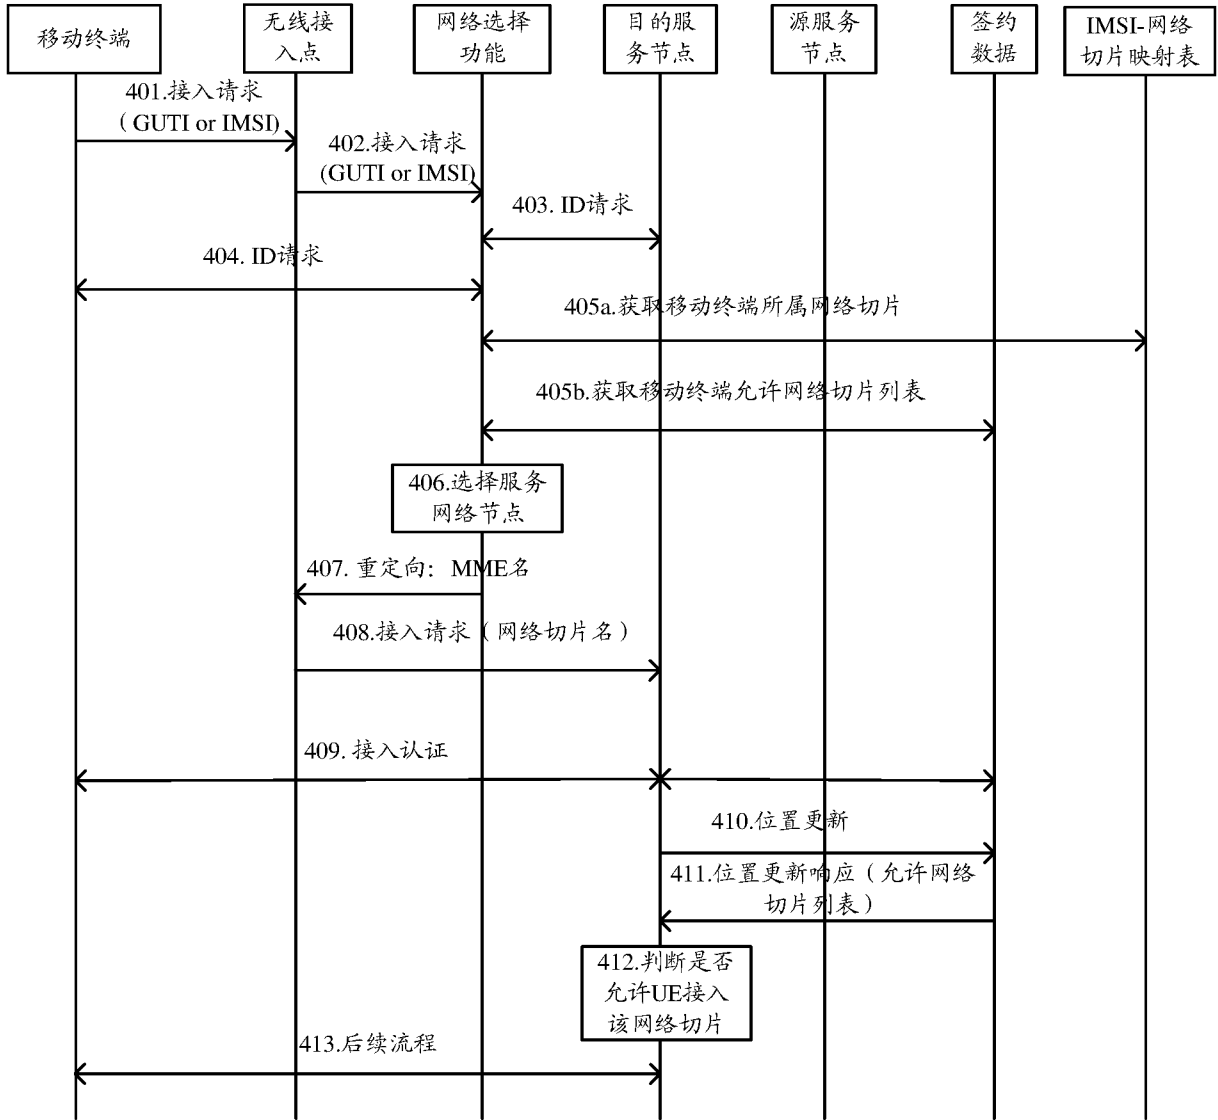 移动终端
无线接
入点
网络选择
功能
目的服
务节点
源服务
节点
签约
数据
IMSI-网络
切片映射表
401.接入请求
（GUTI or IMSI)
402.接入请求
(GUTI or IMSI)
403. ID请求
404. ID请求
405a.获取移动终端所属网络切片
405b.获取移动终端允许网络切片列表
406.选择服务
网络节点
407. 重定向：MME名
408.接入请求（网络切片名）
409. 接入认证
410.位置更新
411.位置更新响应（允许网络
切片列表）
412.判断是否
允许UE接入
该网络切片
413.后续流程